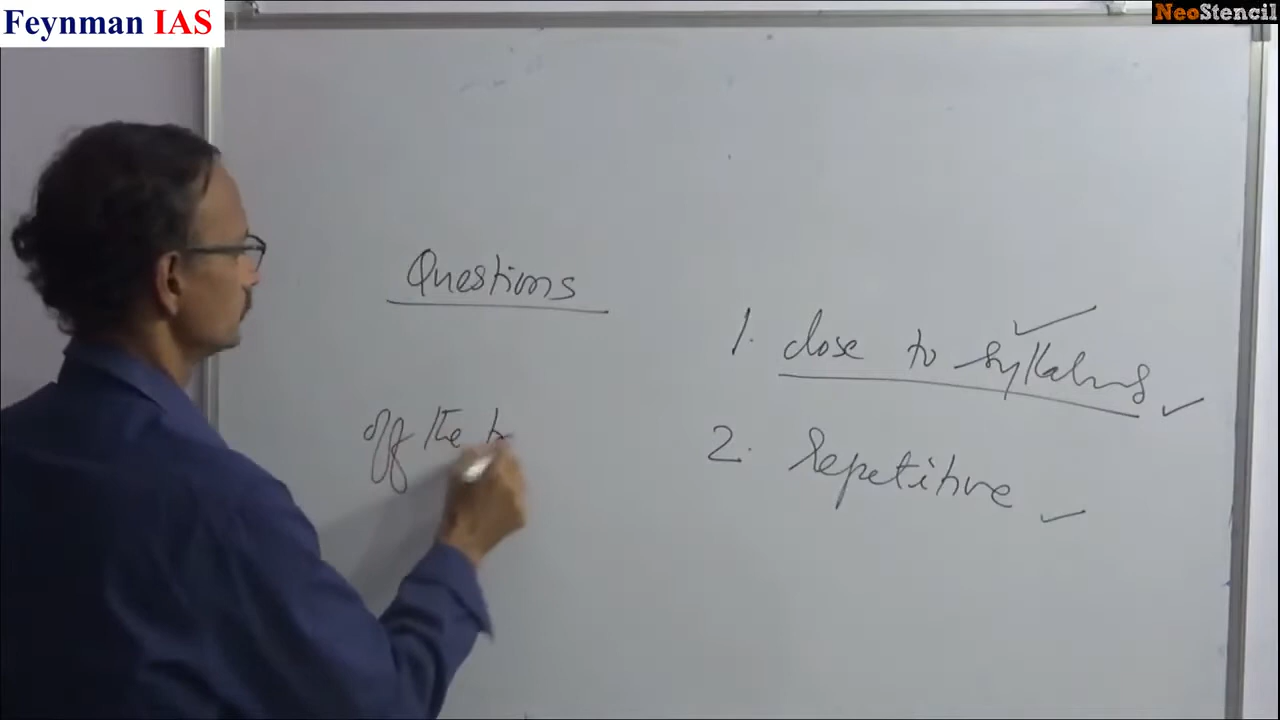 Feynman IAS
NeoStencil
Questions
1. close to syllabus
2. Repetitive
off the